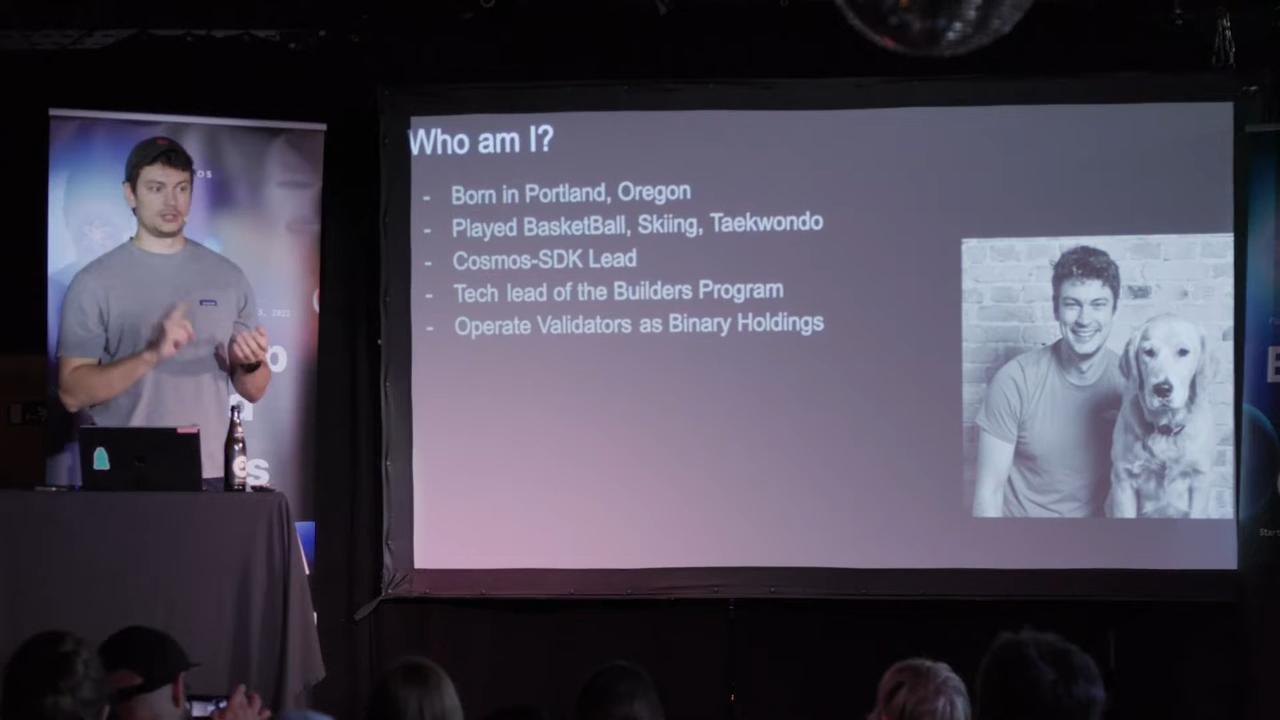 OS
Who am I?
- Born in Portland, Oregon
- Played BasketBall, Skiing, Taekwondo
- Cosmos-SDK Lead
- Tech lead of the Builders Program
- Operate Validators as Binary Holdings